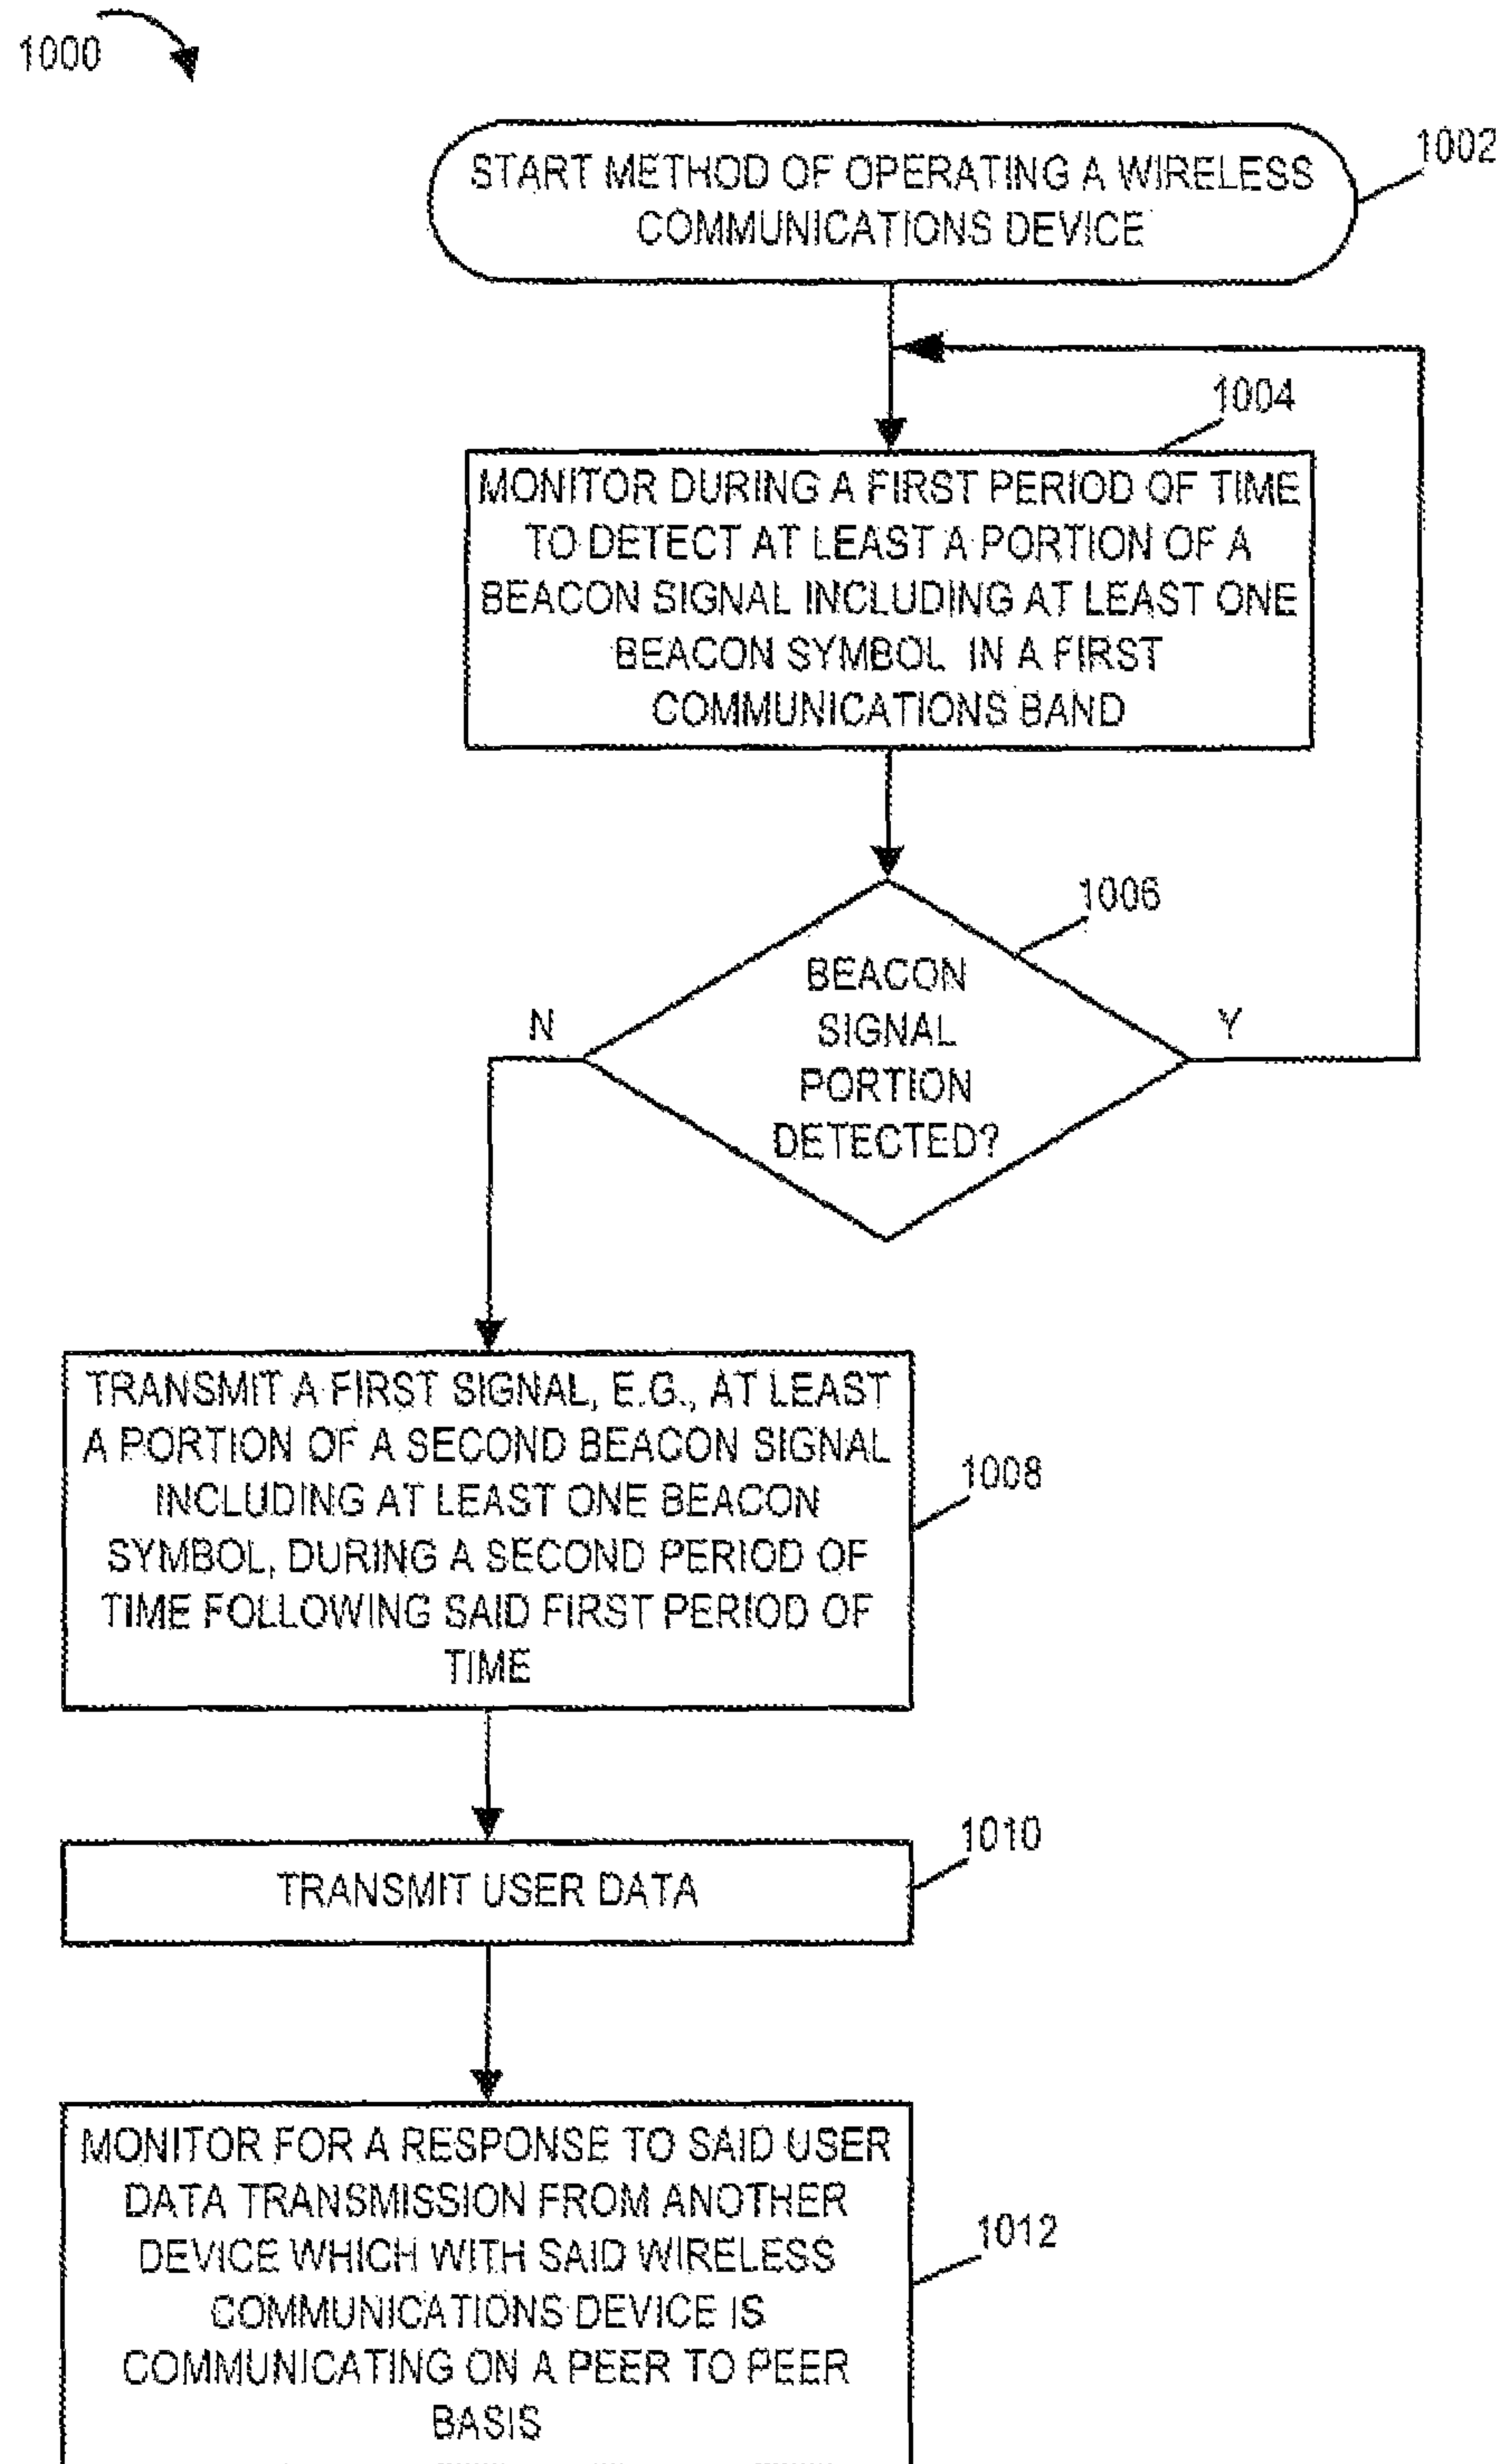 1000
START METHOD OF OPERATING A WIRELESS
COMMUNICATIONS DEVICE
1002
1004
MONITOR DURING A FIRST PERIOD OF TIME
TO DETECT AT LEAST A PORTION OF A
BEACON SIGNAL INCLUDING AT LEAST ONE
BEACON SYMBOL IN A FIRST
COMMUNICATIONS BAND
1006
BEACON
SIGNAL
PORTION
DETECTED?
N
Y
TRANSMIT A FIRST SIGNAL, E.G., AT LEAST
A PORTION OF A SECOND BEACON SIGNAL
INCLUDING AT LEAST ONE BEACON
SYMBOL, DURING A SECOND PERIOD OF
TIME FOLLOWING SAID FIRST PERIOD OF
TIME
1008
TRANSMIT USER DATA
1010
MONITOR FOR A RESPONSE TO SAID USER
DATA TRANSMISSION FROM ANOTHER
DEVICE WHICH WITH SAID WIRELESS
COMMUNICATIONS DEVICE IS
COMMUNICATING ON A PEER TO PEER
BASIS
1012